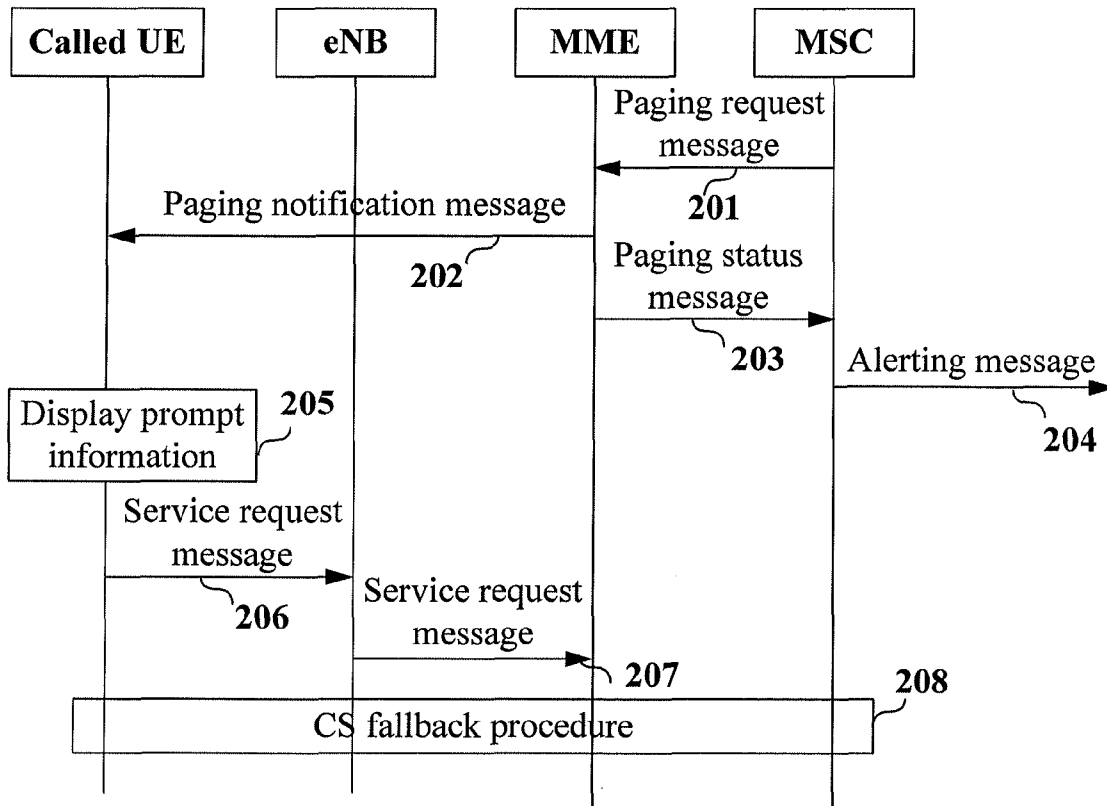 Called UE
eNB
MME
MSC
Paging request
message
201
Paging notification message
202
Paging status
message
203
Alerting message
204
Display prompt
information
205
Service request
message
206
Service request
message
207
208
CS fallback procedure